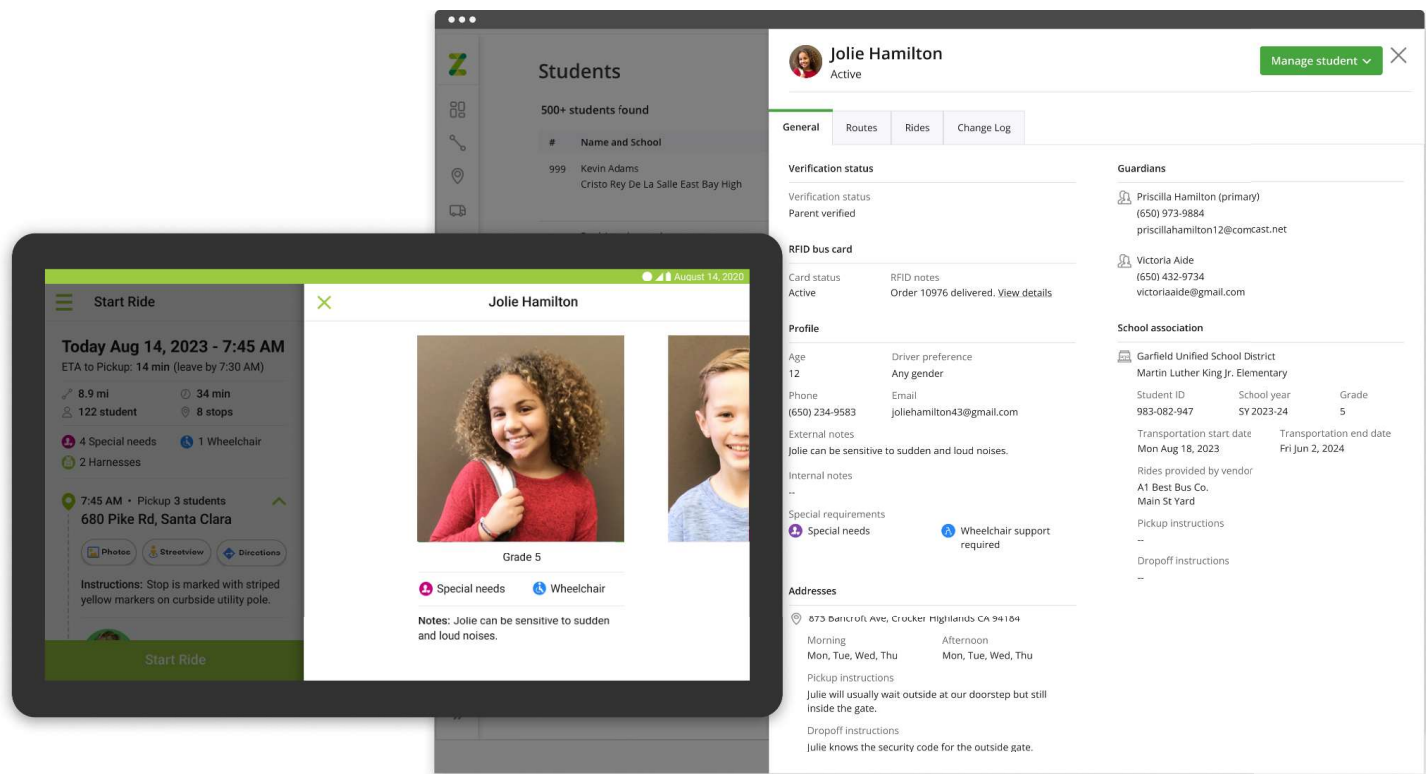 Students
500+ students found
# Name and School
999 Kevin Adams
Cristo Rey De La Salle East Bay High
Jolie Hamilton
Active
Manage student
General Routes Rides Change Log
Verification status
Verification status
Parent verified
RFID bus card
Card status RFID notes
Active Order 10976 delivered. View details
Profile
Age Driver preference
12 Any gender
Phone Email
(650) 234-9583 joliehamilton43@gmail.com
External notes
Jolie can be sensitive to sudden and loud noises.
Internal notes
--
Special requirements
Special needs Wheelchair support
required
Addresses
873 Bancroft Ave, Crocker Highlands CA 94184
Morning Afternoon
Mon, Tue, Wed, Thu Mon, Tue, Wed, Thu
Pickup instructions
Julie will usually wait outside at our doorstep but still
inside the gate.
Dropoff instructions
Julie knows the security code for the outside gate.
Guardians
Priscilla Hamilton (primary)
(650) 973-9884
priscillahamilton12@comcast.net
Victoria Aide
(650) 432-9734
victoriaaide@gmail.com
School association
Garfield Unified School District
Martin Luther King Jr. Elementary
Student ID School year Grade
983-082-947 SY 2023-24 5
Transportation start date Transportation end date
Mon Aug 18, 2023 Fri Jun 2, 2024
Rides provided by vendor
A1 Best Bus Co.
Main St Yard
Pickup instructions
--
Dropoff instructions
--
August 14, 2020
Start Ride
Today Aug 14, 2023 - 7:45 AM
ETA to Pickup: 14 min (leave by 7:30 AM)
8.9 mi 34 min
122 student 8 stops
4 Special needs 1 Wheelchair
2 Harnesses
7:45 AM • Pickup 3 students
680 Pike Rd, Santa Clara
Photos Streetview Directions
Instructions: Stop is marked with striped
yellow markers on curbside utility pole.
Start Ride
Jolie Hamilton
Grade 5
Special needs Wheelchair
Notes: Jolie can be sensitive to sudden
and loud noises.